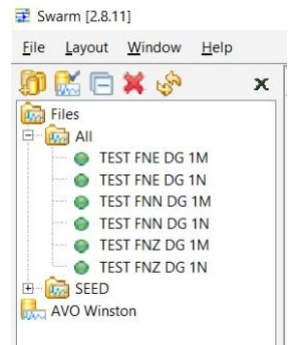 Swarm [2.8.11]
File Layout Window Help
x
Files
All
TEST FNE DG 1M
TEST FNE DG 1N
TEST FNN DG 1M
TEST FNN DG 1N
TEST FNZ DG 1M
TEST FNZ DG 1N
SEED
AVO Winston